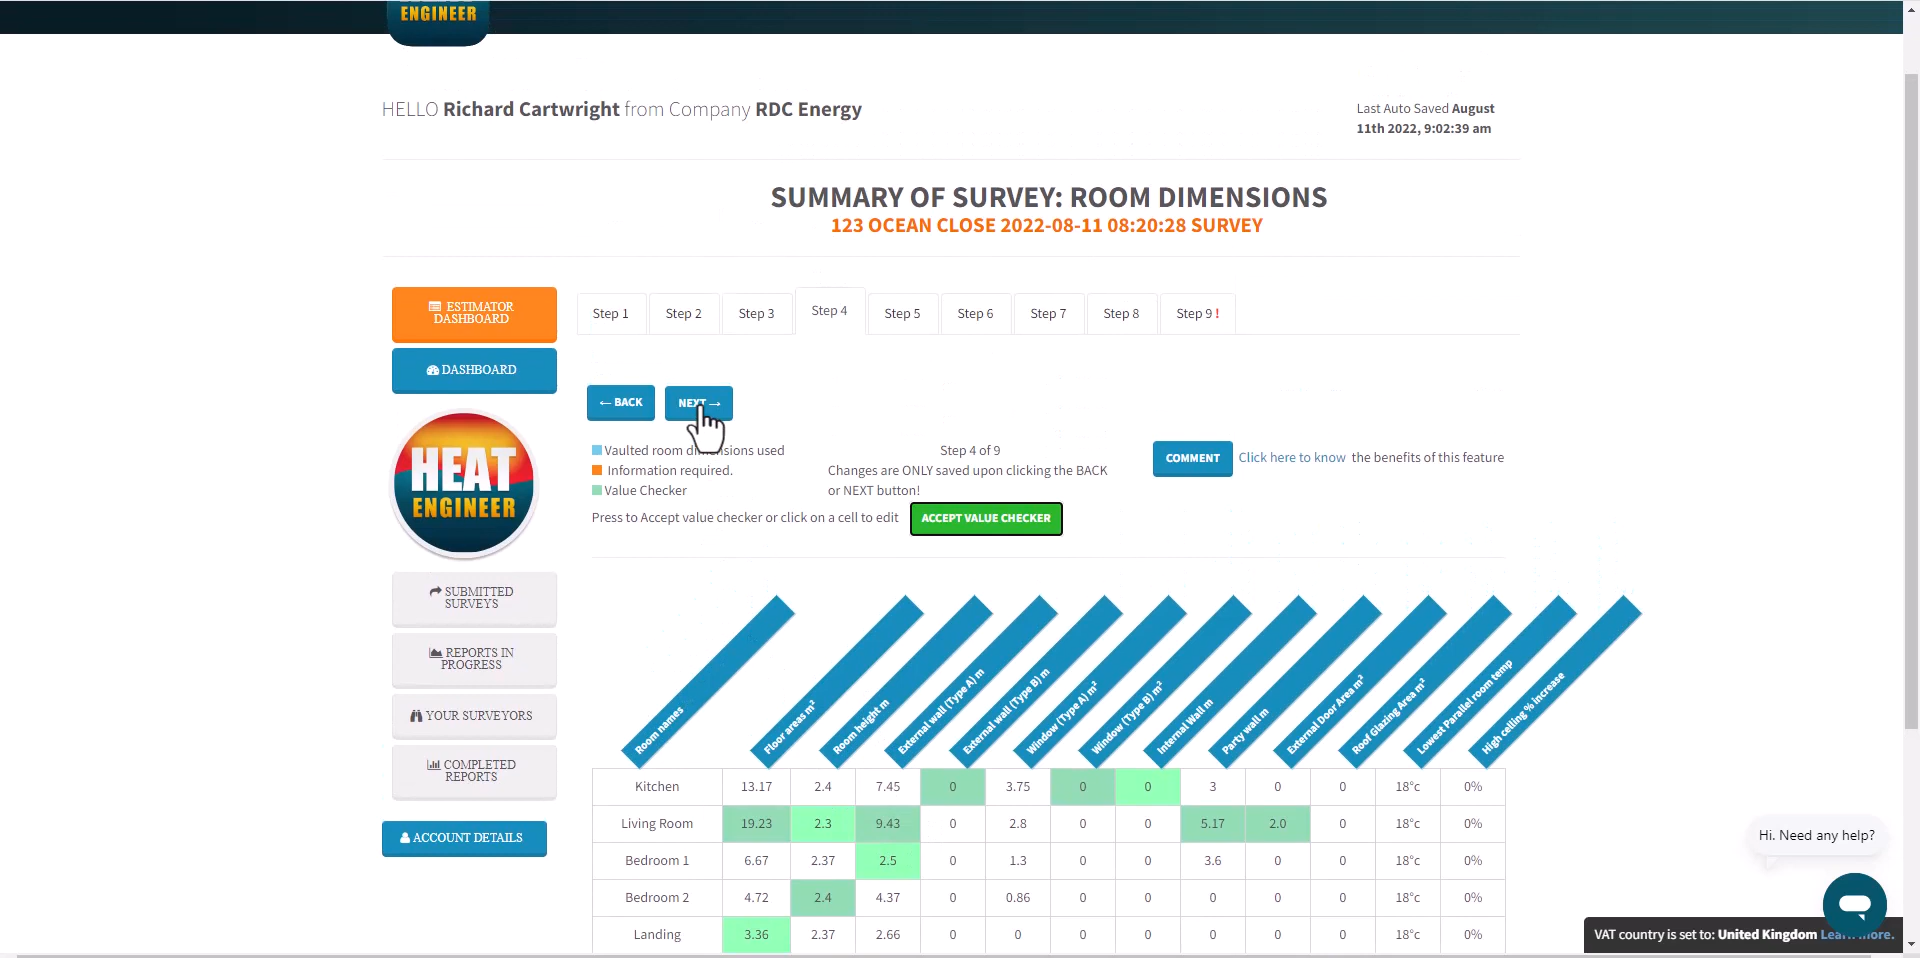 ENGINEER
HELLO Richard Cartwright from Company RDC Energy
Last Auto Saved August
11th 2022, 9:02:39 am
SUMMARY OF SURVEY: ROOM DIMENSIONS
123 OCEAN CLOSE 2022-08-11 08:20:28 SURVEY
ESTIMATOR
DASHBOARD
DASHBOARD
HEAT
ENGINEER
SUBMITTED
SURVEYS
REPORTS IN
PROGRESS
YOUR SURVEYORS
COMPLETED
REPORTS
ACCOUNT DETAILS
Step 1 Step 2 Step 3 Step 4 Step 5 Step 6 Step 7 Step 8 Step 9 !
← BACK NEXT →
Vaulted room dimensions used
Information required.
Value Checker
Step 4 of 9
Changes are ONLY saved upon clicking the BACK
or NEXT button!
COMMENT Click here to know the benefits of this feature
Press to Accept value checker or click on a cell to edit ACCEPT VALUE CHECKER
Room names
Floor areas m²
Room height m
External wall (Type A) m
External wall (Type B) m
Window (Type A) m²
Window (Type B) m²
Internal Wall m
Party wall m
External Door Area m²
Roof Glazing Area m²
Lowest Parallel room temp
High ceiling % increase
Kitchen 13.17 2.4 7.45 0 3.75 0 0 3 0 0 18°c 0%
Living Room 19.23 2.3 9.43 0 2.8 0 0 5.17 2.0 0 18°c 0%
Bedroom 1 6.67 2.37 2.5 0 1.3 0 0 3.6 0 0 18°c 0%
Bedroom 2 4.72 2.4 4.37 0 0.86 0 0 0 0 0 18°c 0%
Landing 3.36 2.37 2.66 0 0 0 0 0 0 0 18°c 0%
Hi. Need any help?
VAT country is set to: United Kingdom Learn more.